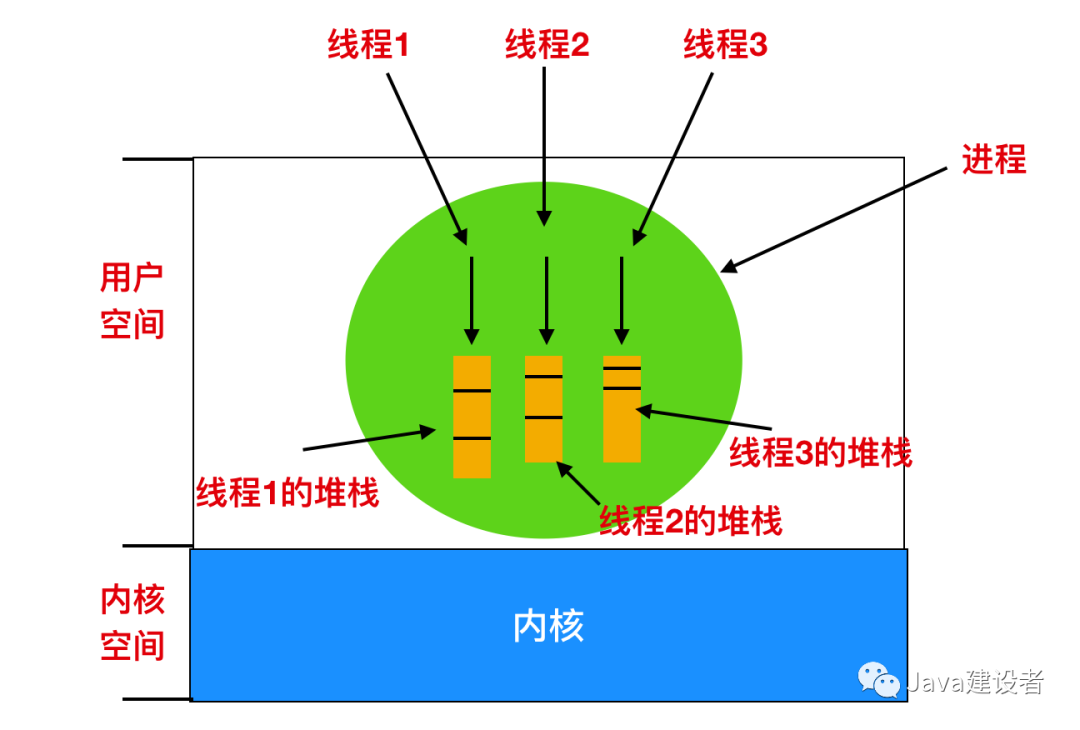 线程1
线程2
线程3
进程
用户
空间
线程3的堆栈
线程1的堆栈
线程2的堆栈
内核
空间
内核
Java建设者